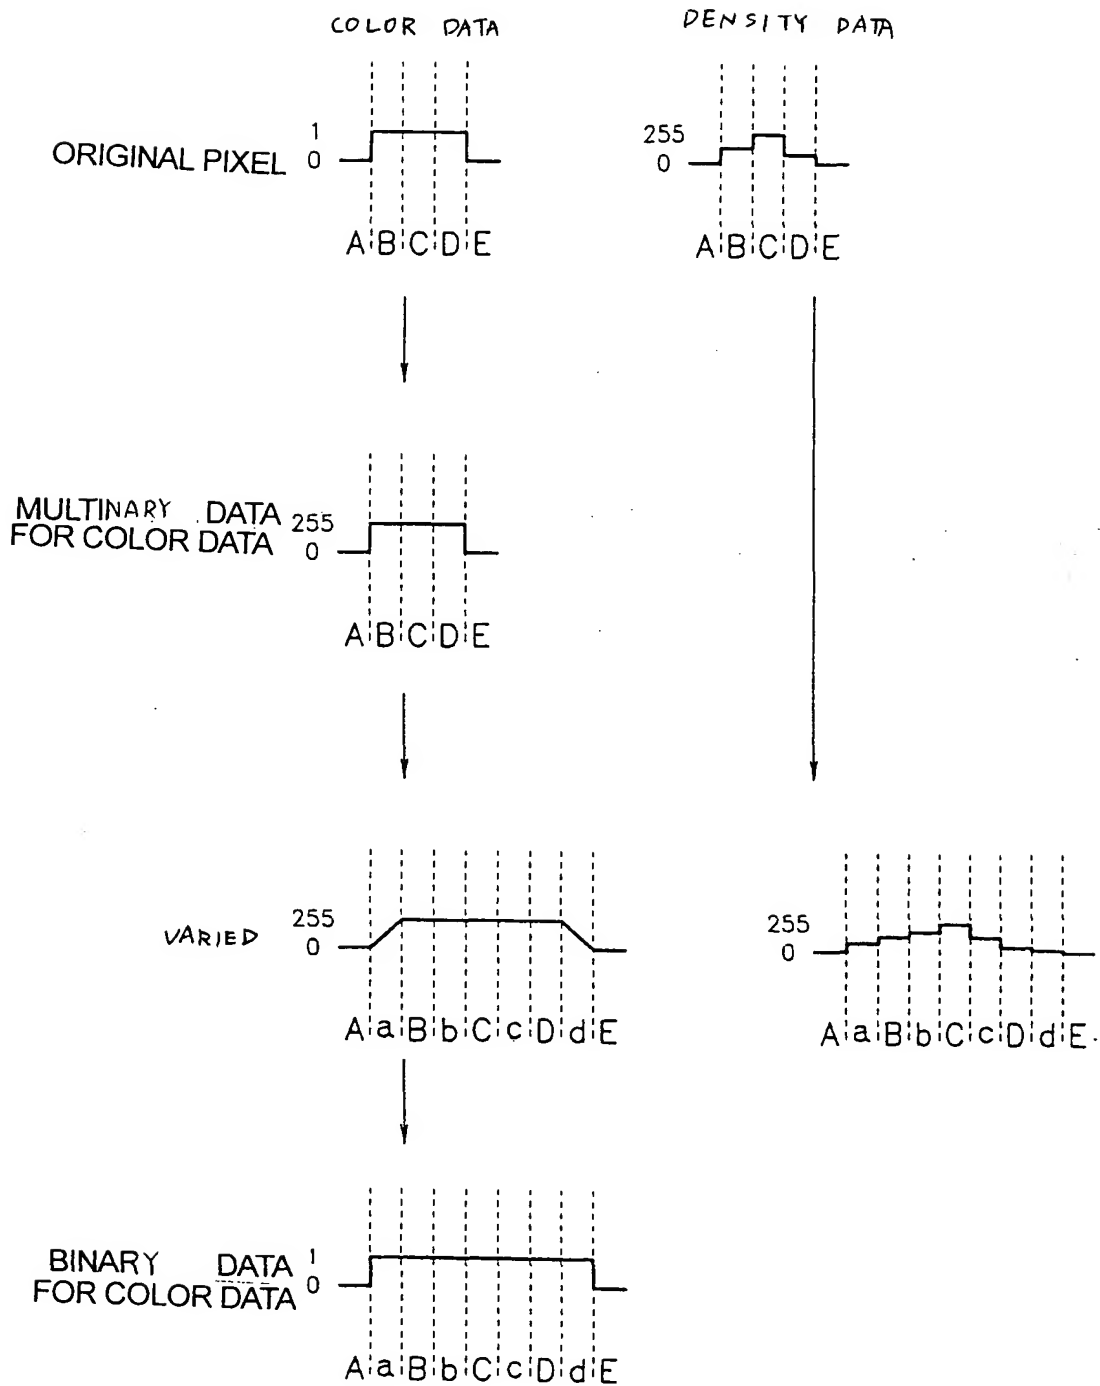 COLOR DATA DENSITY DATA
ORIGINAL PIXEL 1 0 255 0
A B C D E A B C D E
MULTINARY DATA
FOR COLOR DATA 255 0
A B C D E
VARIED 255 0 255 0
A a B b C c D d E A a B b C c D d E
BINARY DATA
FOR COLOR DATA 1 0
A a B b C c D d E